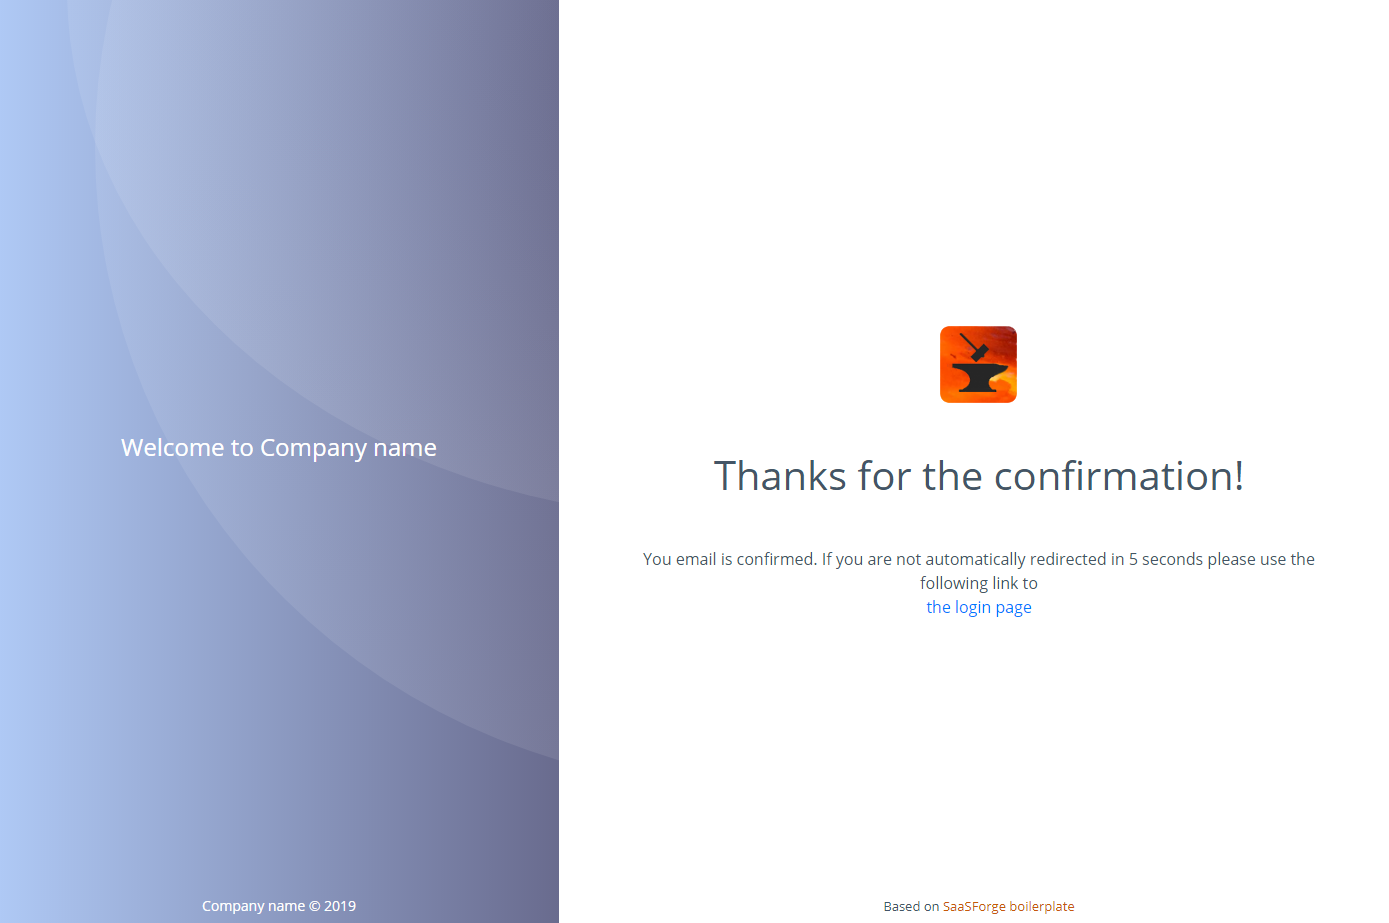 Welcome to Company name
Company name © 2019
Thanks for the confirmation!
You email is confirmed. If you are not automatically redirected in 5 seconds please use the
following link to
the login page
Based on SaaSForge boilerplate